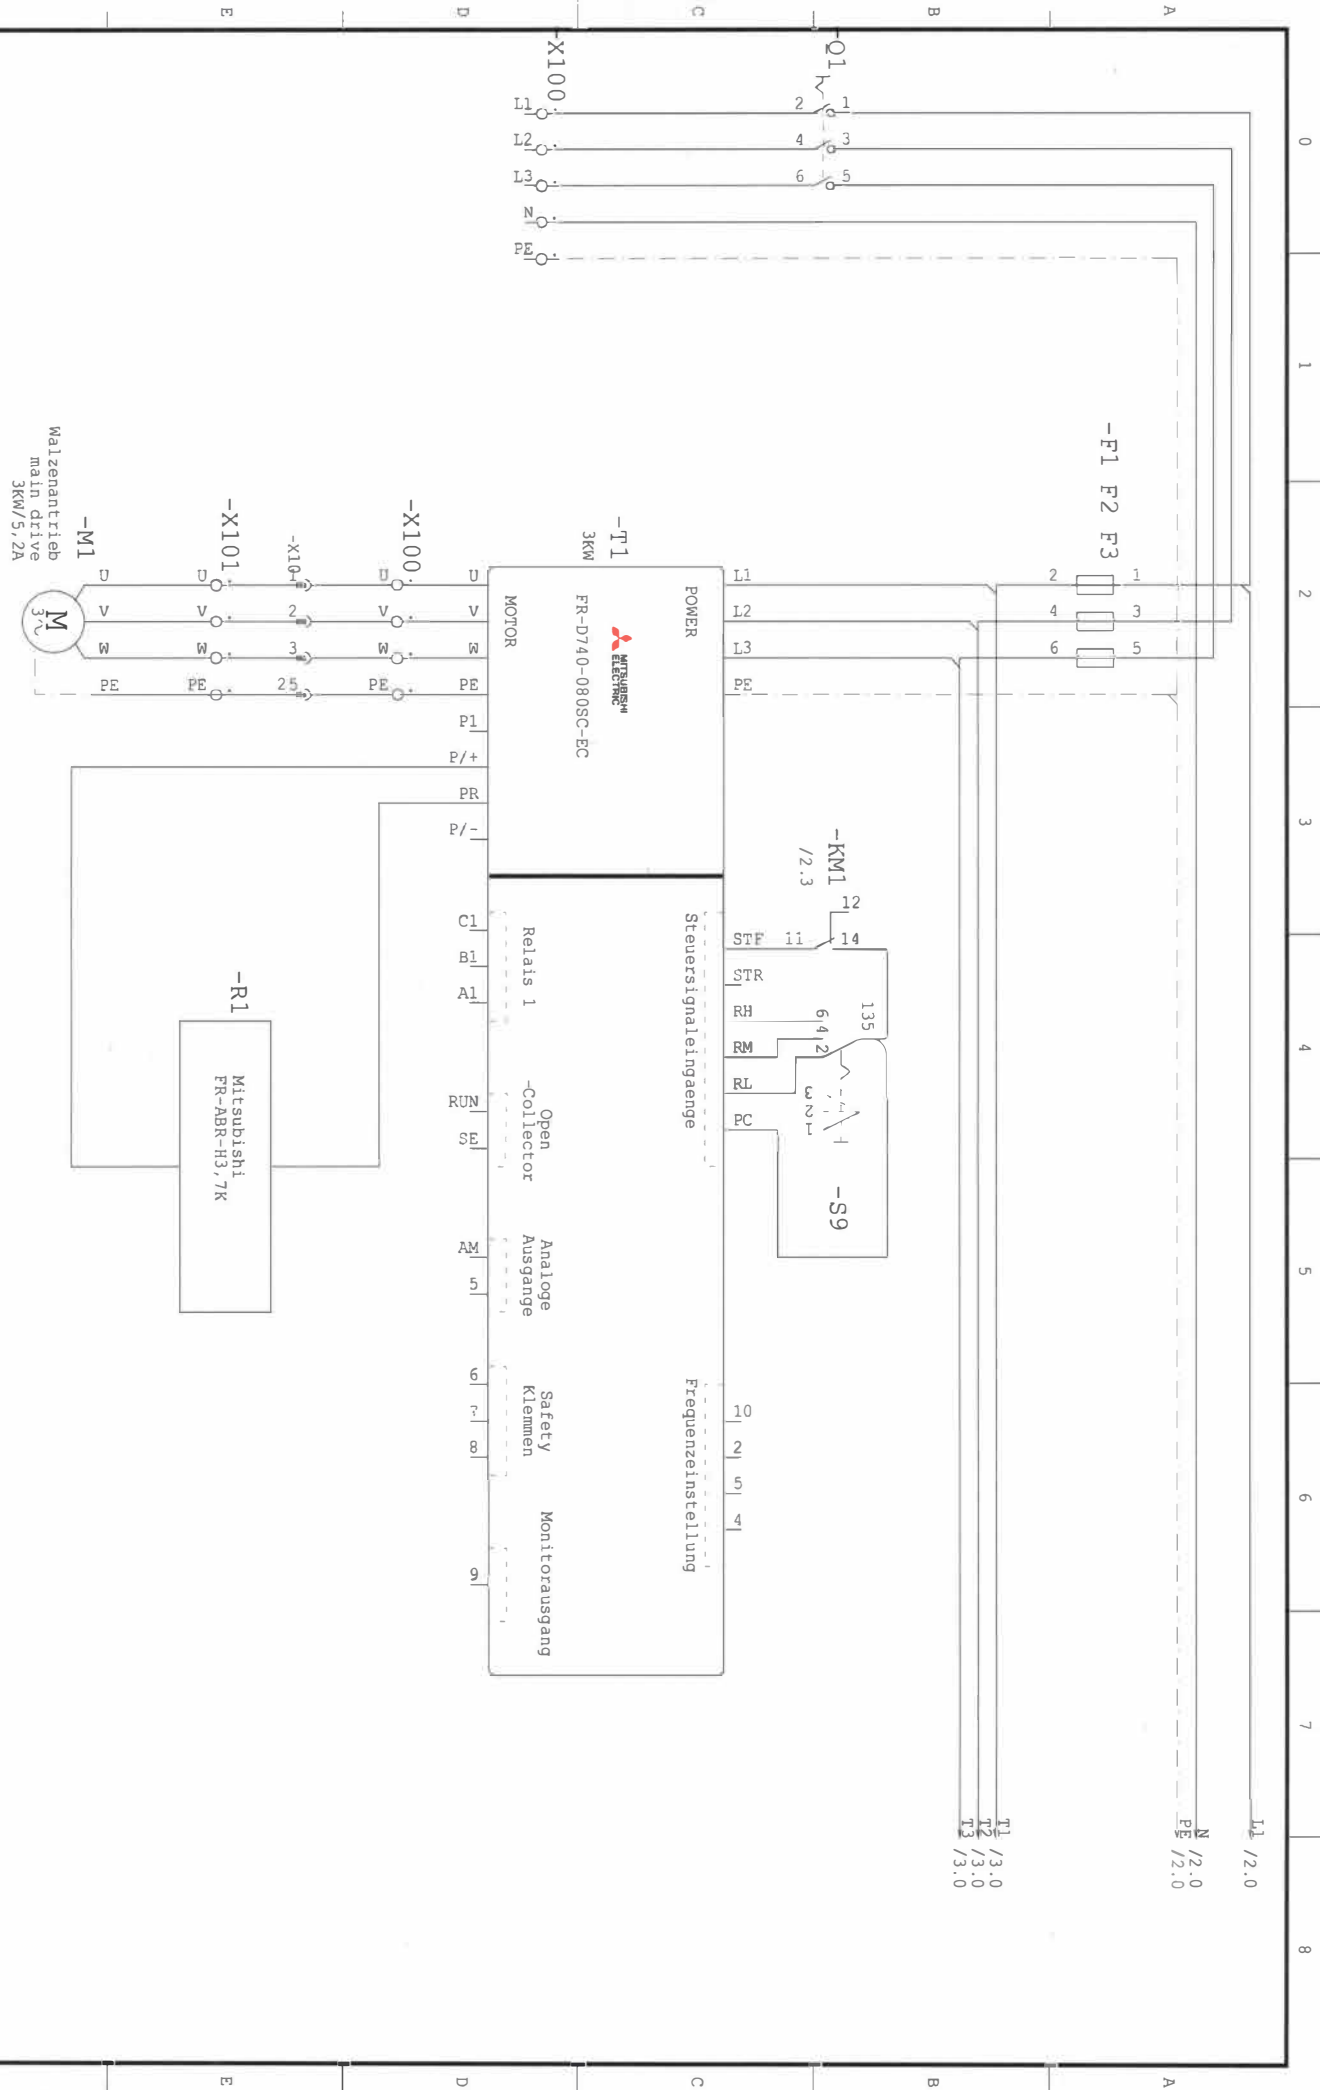 0
1
2
3
4
5
6
7
8
A
L1 /2.0
N /2.0
PE /2.0
-F1 F2 F3
1
3
5
2
4
6
B
T1 /3.0
T2 /3.0
T3 /3.0
-Q1
1
3
5
2
4
6
-KM1
/2.3
12
14
11
135
6 4 2
1 2 3
-S9
L1
L2
L3
PE
STF
STR
RH
RM
RL
PC
10
2
5
4
C
POWER
Steuersignaleingaenge
Frequenzeinstellung
-T1
3KW
MITSUBISHI
ELECTRIC
FR-D740-080SC-EC
MOTOR
Relais 1
Open
-Collector
Analoge
Ausgange
Safety
Klemmen
Monitorausgang
-X100
L1
L2
L3
N
PE
D
U
V
W
PE
P1
P/+
PR
P/-
C1
B1
A1
RUN
SE
AM
5
6
7
8
9
-X100
U
V
W
PE
-X10
1
2
3
25
-X101
U
V
W
PE
E
-R1
Mitsubishi
FR-ABR-H3,7K
-M1
U
V
W
PE
M
3~
Walzenantrieb
main drive
3KW/5,2A
A
B
C
D
E